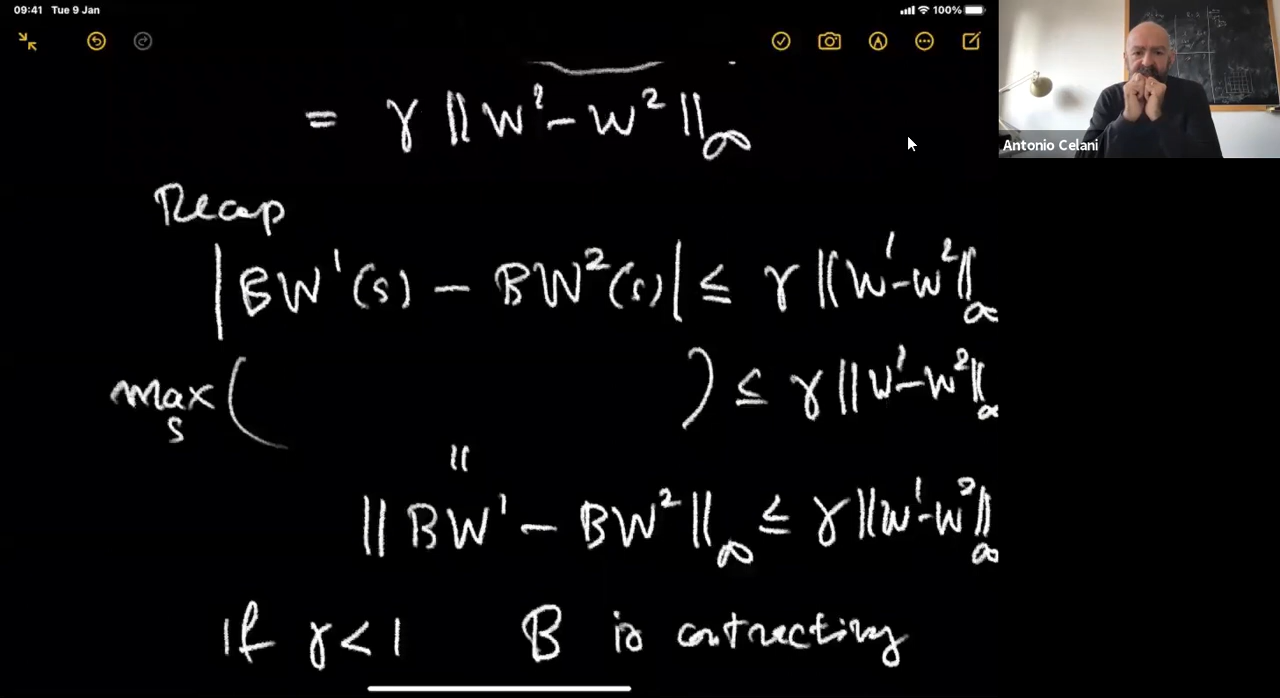 09:41 Tue 9 Jan 100%
Antonio Celani
= γ ||W¹ - W²||∞
Recap
|BW¹(s) - BW²(s)| ≤ γ ||W¹-W²||∞
max s ( ) ≤ γ ||W¹-W²||∞
||
||BW¹ - BW²||∞ ≤ γ||W¹-W²||∞
If γ < 1 B is contracting